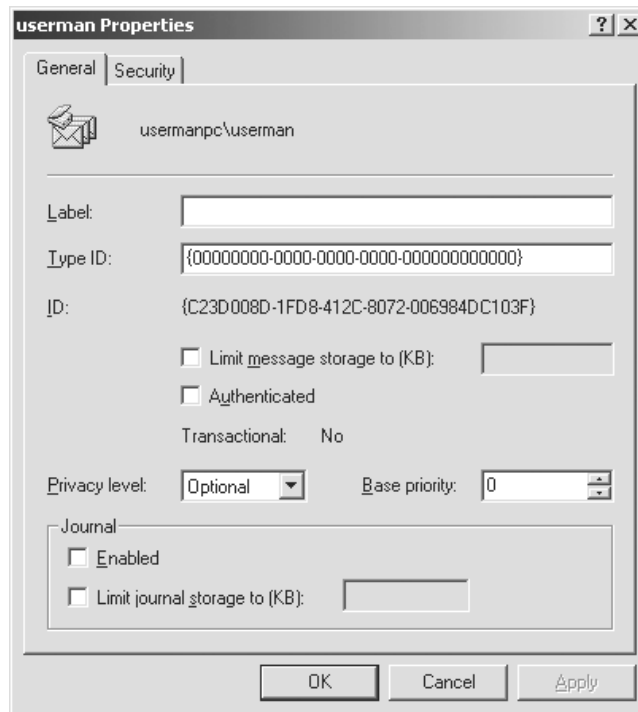 userman Properties
General Security
usermanpc\userman
Label:
Type ID: {00000000-0000-0000-0000-000000000000}
ID: {C23D008D-1FD8-412C-8072-006984DC103F}
Limit message storage to (KB):
Authenticated
Transactional: No
Privacy level: Optional Base priority: 0
Journal
Enabled
Limit journal storage to (KB):
OK Cancel Apply